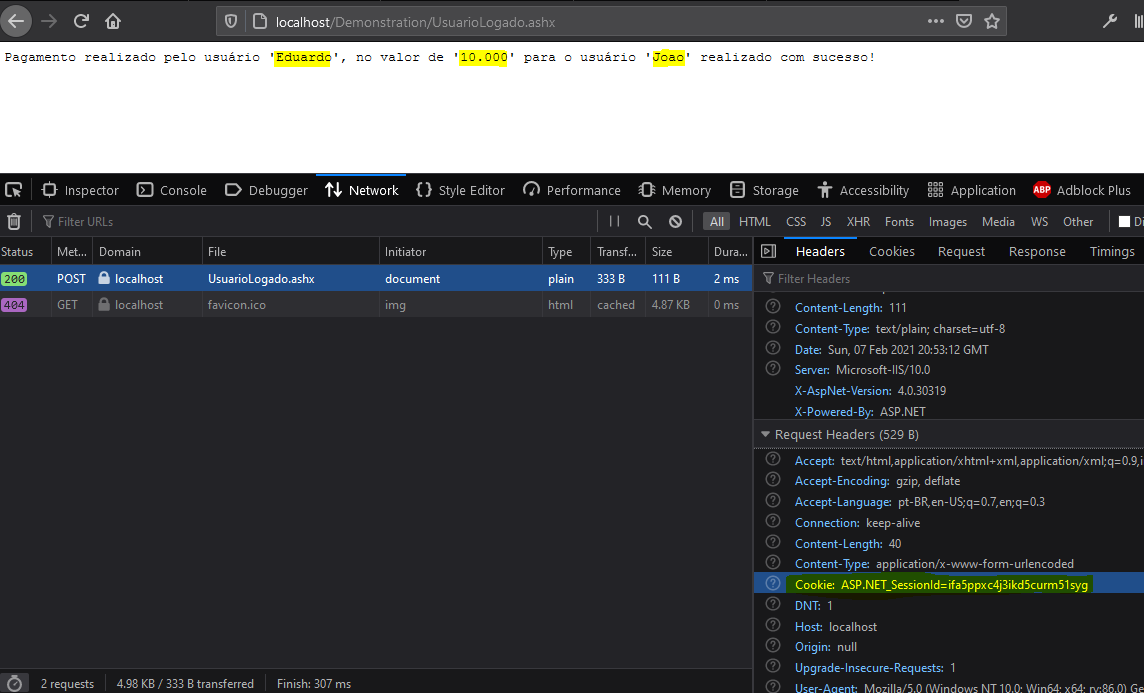 localhost/Demonstration/UsuarioLogado.ashx
Pagamento realizado pelo usuário 'Eduardo', no valor de '10.000' para o usuário 'Joao' realizado com sucesso!
Inspector Console Debugger Network Style Editor Performance Memory Storage Accessibility Application ABP Adblock Plus
Filter URLs All HTML CSS JS XHR Fonts Images Media WS Other Di
Status Met... Domain File Initiator Type Transf... Size Dura... Headers Cookies Request Response Timings
200 POST localhost UsuarioLogado.ashx document plain 333 B 111 B 2 ms
404 GET localhost favicon.ico img html cached 4.87 KB 0 ms
Filter Headers
Content-Length: 111
Content-Type: text/plain; charset=utf-8
Date: Sun, 07 Feb 2021 20:53:12 GMT
Server: Microsoft-IIS/10.0
X-AspNet-Version: 4.0.30319
X-Powered-By: ASP.NET
Request Headers (529 B)
Accept: text/html,application/xhtml+xml,application/xml;q=0.9,i
Accept-Encoding: gzip, deflate
Accept-Language: pt-BR,en-US;q=0.7,en;q=0.3
Connection: keep-alive
Content-Length: 40
Content-Type: application/x-www-form-urlencoded
Cookie: ASP.NET_SessionId=ifa5ppxc4j3ikd5curm51syg
DNT: 1
Host: localhost
Origin: null
Upgrade-Insecure-Requests: 1
User-Agent: Mozilla/5.0 (Windows NT 10.0; Win64; x64; rv:86.0) Ge
2 requests 4.98 KB / 333 B transferred Finish: 307 ms